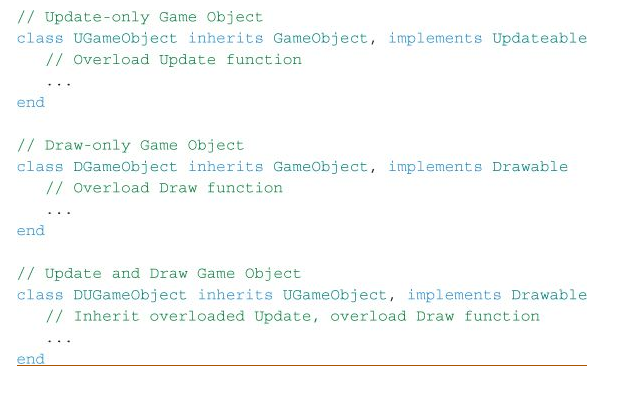 // Update-only Game Object
class UGameObject inherits GameObject, implements Updateable
// Overload Update function
...
end
// Draw-only Game Object
class DGameObject inherits GameObject, implements Drawable
// Overload Draw function
...
end
// Update and Draw Game Object
class DUGameObject inherits UGameObject, implements Drawable
// Inherit overloaded Update, overload Draw function
...
end